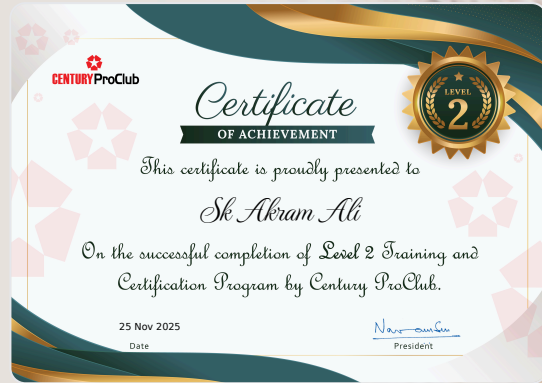 CENTURY ProClub
Certificate
OF ACHIEVEMENT
LEVEL
2
This certificate is proudly presented to
Sk Akram Ali
On the successful completion of Level 2 Training and
Certification Program by Century ProClub.
25 Nov 2025
Date
President